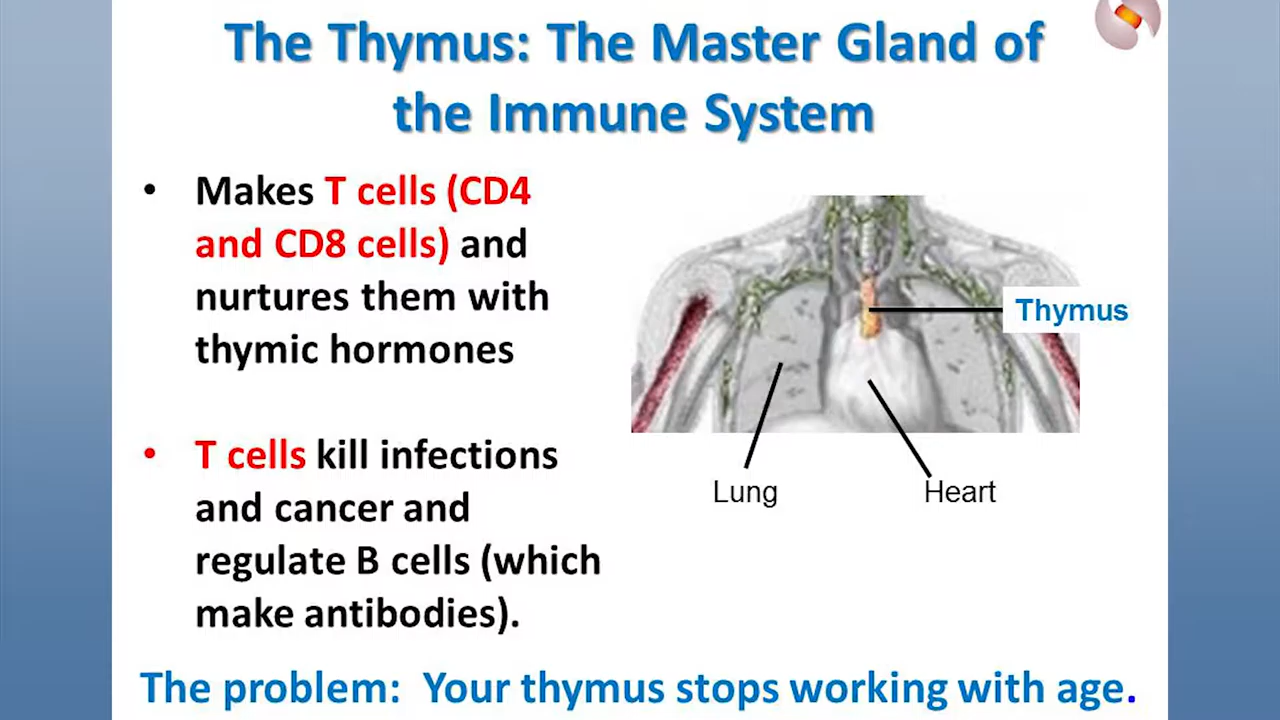 The Thymus: The Master Gland of
the Immune System
• Makes T cells (CD4
and CD8 cells) and
nurtures them with
thymic hormones
• T cells kill infections
and cancer and
regulate B cells (which
make antibodies).
Thymus
Lung
Heart
The problem: Your thymus stops working with age.